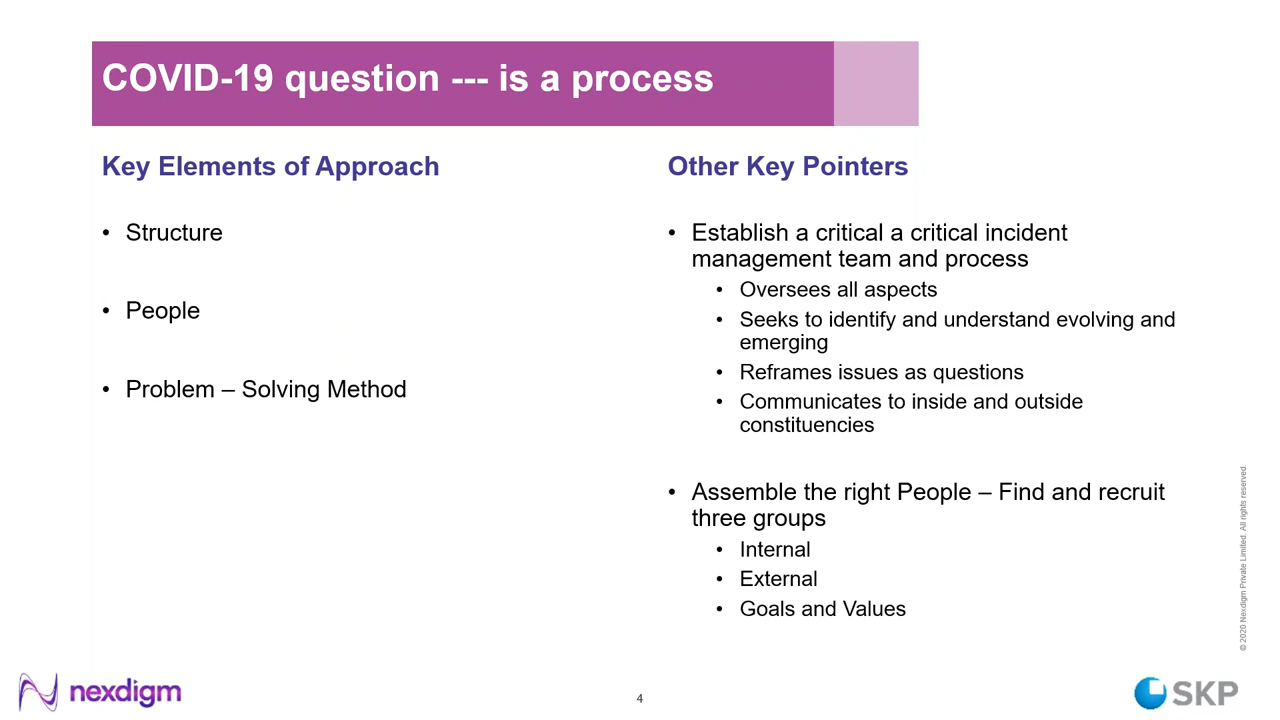 COVID-19 question --- is a process
Key Elements of Approach
• Structure
• People
• Problem – Solving Method
Other Key Pointers
• Establish a critical a critical incident
management team and process
• Oversees all aspects
• Seeks to identify and understand evolving and
emerging
• Reframes issues as questions
• Communicates to inside and outside
constituencies
• Assemble the right People – Find and recruit
three groups
• Internal
• External
• Goals and Values
© 2020 Nexdigm Private Limited. All rights reserved.
nexdigm
4
SKP